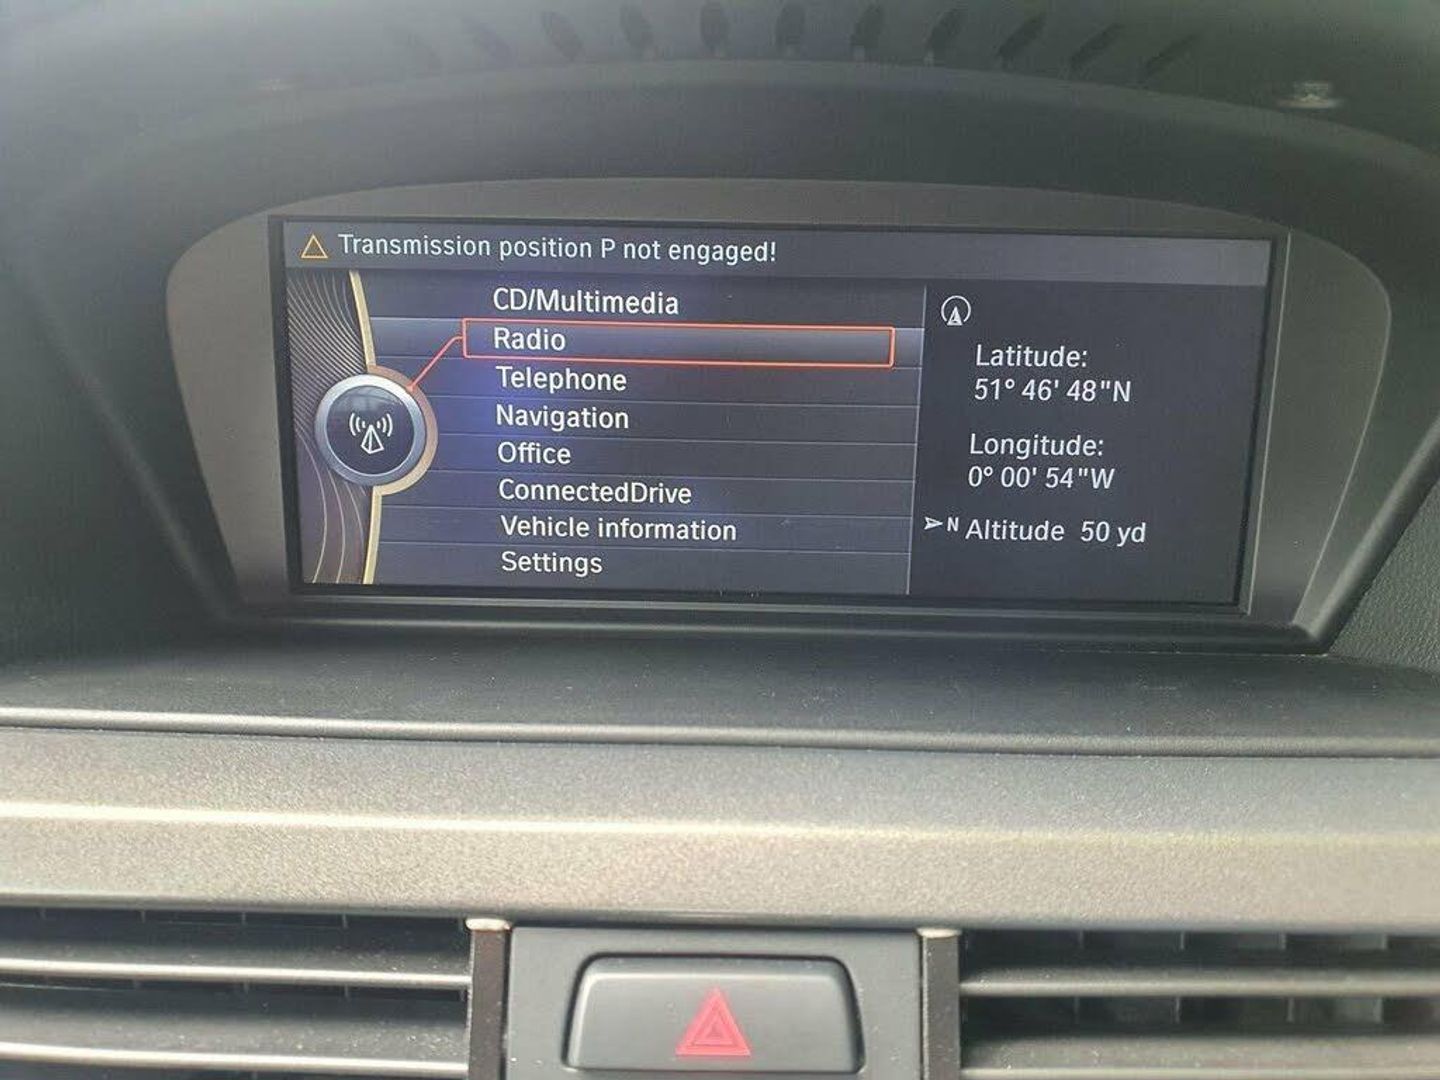 Transmission position P not engaged!
CD/Multimedia
Radio
Telephone
Navigation
Office
ConnectedDrive
Vehicle information
Settings
Latitude:
51° 46' 48"N
Longitude:
0° 00' 54"W
N Altitude 50 yd